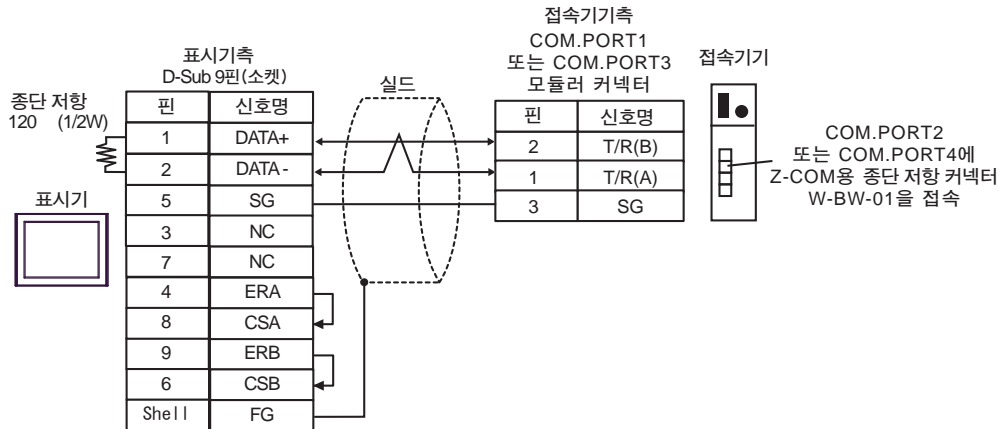 접속기기측
COM.PORT1
또는 COM.PORT3
모듈러 커넥터
접속기기
표시기측
D-Sub 9핀(소켓)
실드
종단 저항
120 (1/2W)
핀 신호명
1 DATA+
2 DATA-
5 SG
3 NC
7 NC
4 ERA
8 CSA
9 ERB
6 CSB
Shell FG
표시기
핀 신호명
2 T/R(B)
1 T/R(A)
3 SG
COM.PORT2
또는 COM.PORT4에
Z-COM용 종단 저항 커넥터
W-BW-01을 접속